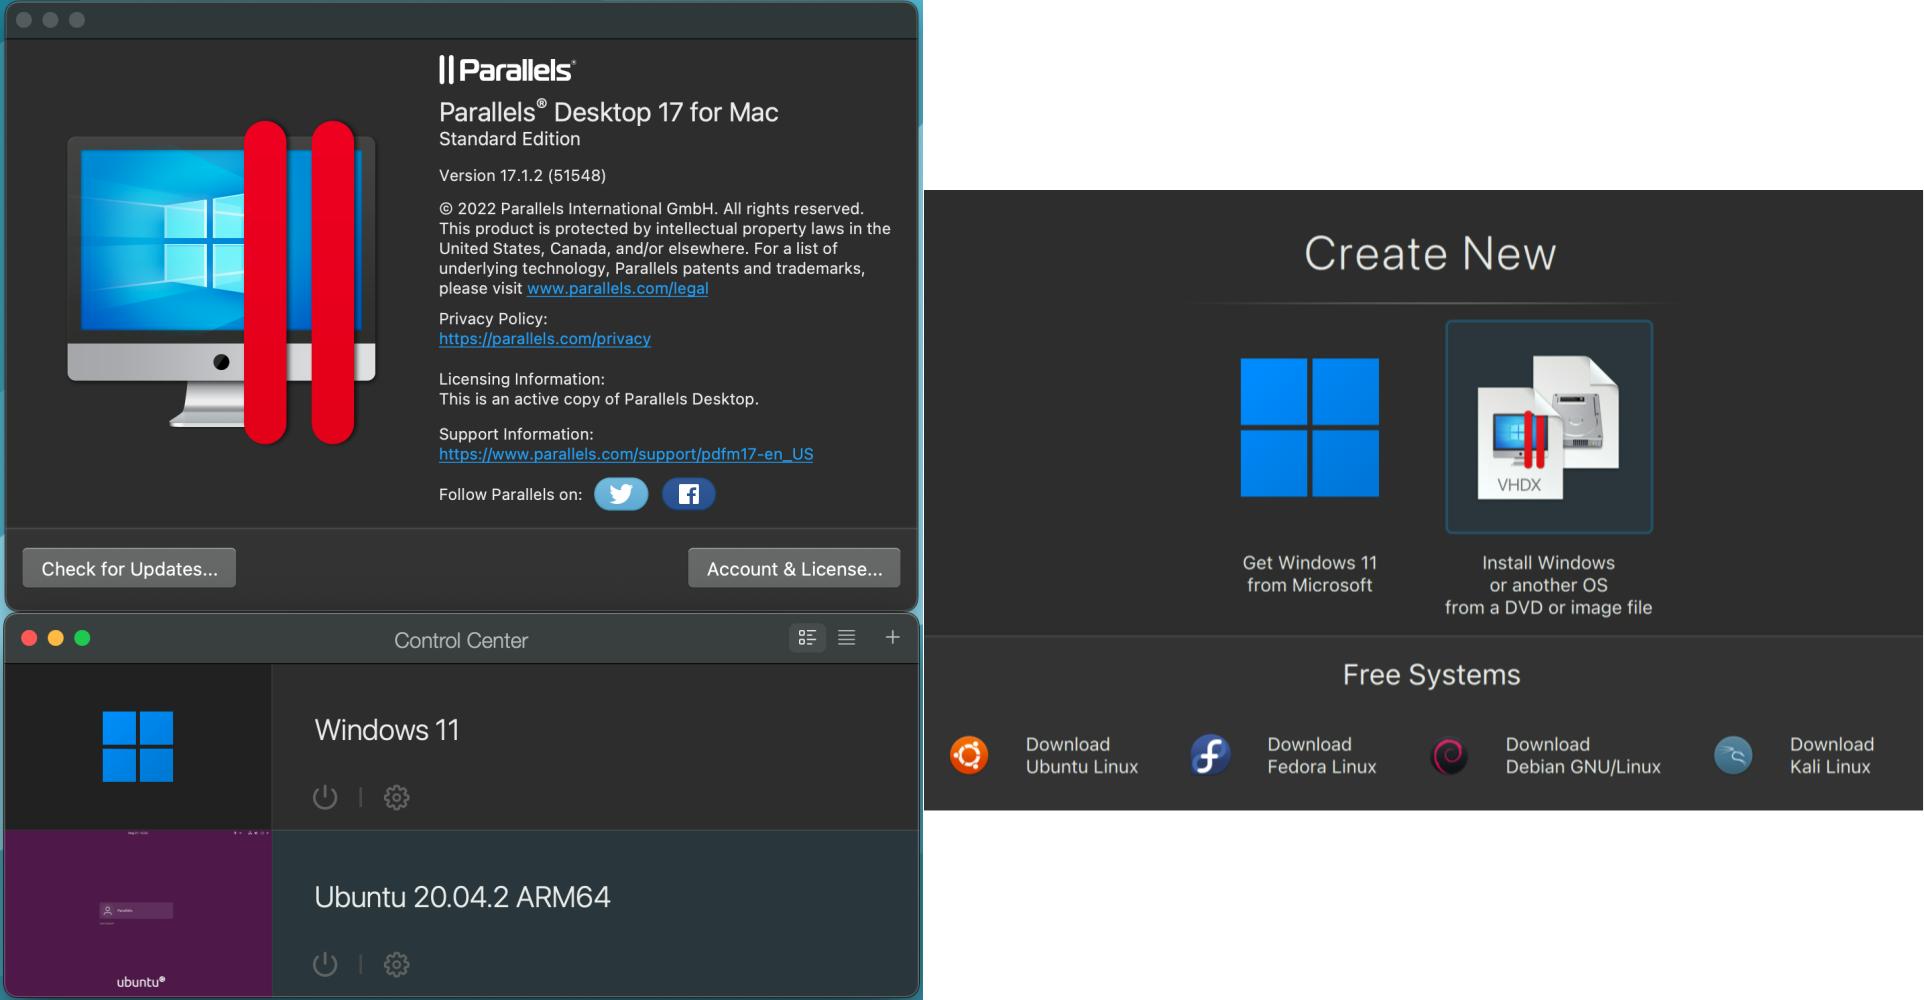 Parallels®
Parallels® Desktop 17 for Mac
Standard Edition
Version 17.1.2 (51548)
© 2022 Parallels International GmbH. All rights reserved.
This product is protected by intellectual property laws in the
United States, Canada, and/or elsewhere. For a list of
underlying technology, Parallels patents and trademarks,
please visit www.parallels.com/legal
Privacy Policy:
https://parallels.com/privacy
Licensing Information:
This is an active copy of Parallels Desktop.
Support Information:
https://www.parallels.com/support/pdfm17-en_US
Follow Parallels on:
Check for Updates...
Account & License...
Control Center
Windows 11
Ubuntu 20.04.2 ARM64
Parallels
ubuntu®
Create New
VHDX
Get Windows 11
from Microsoft
Install Windows
or another OS
from a DVD or image file
Free Systems
Download
Ubuntu Linux
Download
Fedora Linux
Download
Debian GNU/Linux
Download
Kali Linux